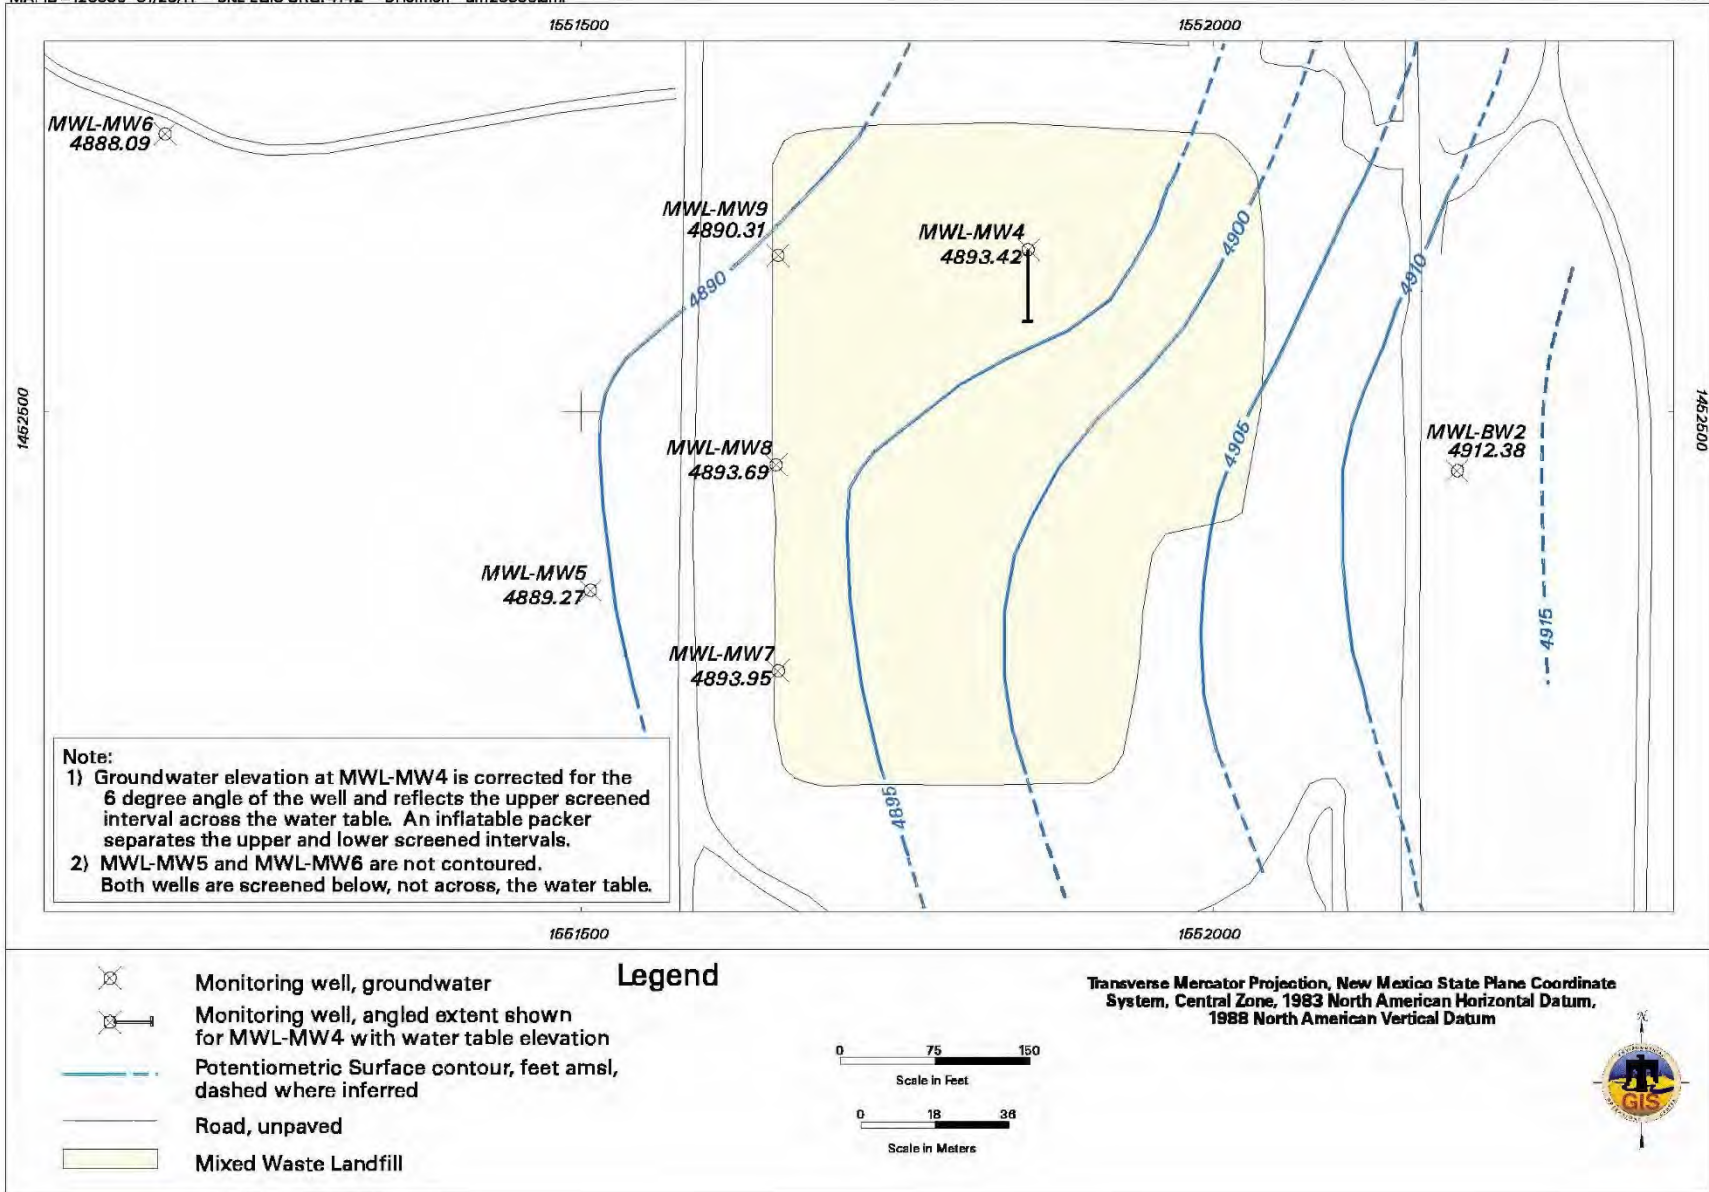 1551500
1552000
MWL-MW6
4888.09
MWL-MW9
4890.31
MWL-MW4
4893.42
4900
4910
4890
1452500
1452500
MWL-MW8
4893.69
4905
MWL-BW2
4912.38
MWL-MW5
4889.27
4915
MWL-MW7
4893.95
4895
Note:
1) Groundwater elevation at MWL-MW4 is corrected for the
6 degree angle of the well and reflects the upper screened
interval across the water table. An inflatable packer
separates the upper and lower screened intervals.
2) MWL-MW5 and MWL-MW6 are not contoured.
Both wells are screened below, not across, the water table.
1551500
1552000
Legend
Monitoring well, groundwater
Monitoring well, angled extent shown
for MWL-MW4 with water table elevation
Potentiometric Surface contour, feet amsl,
dashed where inferred
Road, unpaved
Mixed Waste Landfill
0 75 150
Scale in Feet
0 18 36
Scale in Meters
Transverse Mercator Projection, New Mexico State Plane Coordinate
System, Central Zone, 1983 North American Horizontal Datum,
1988 North American Vertical Datum
N
GIS